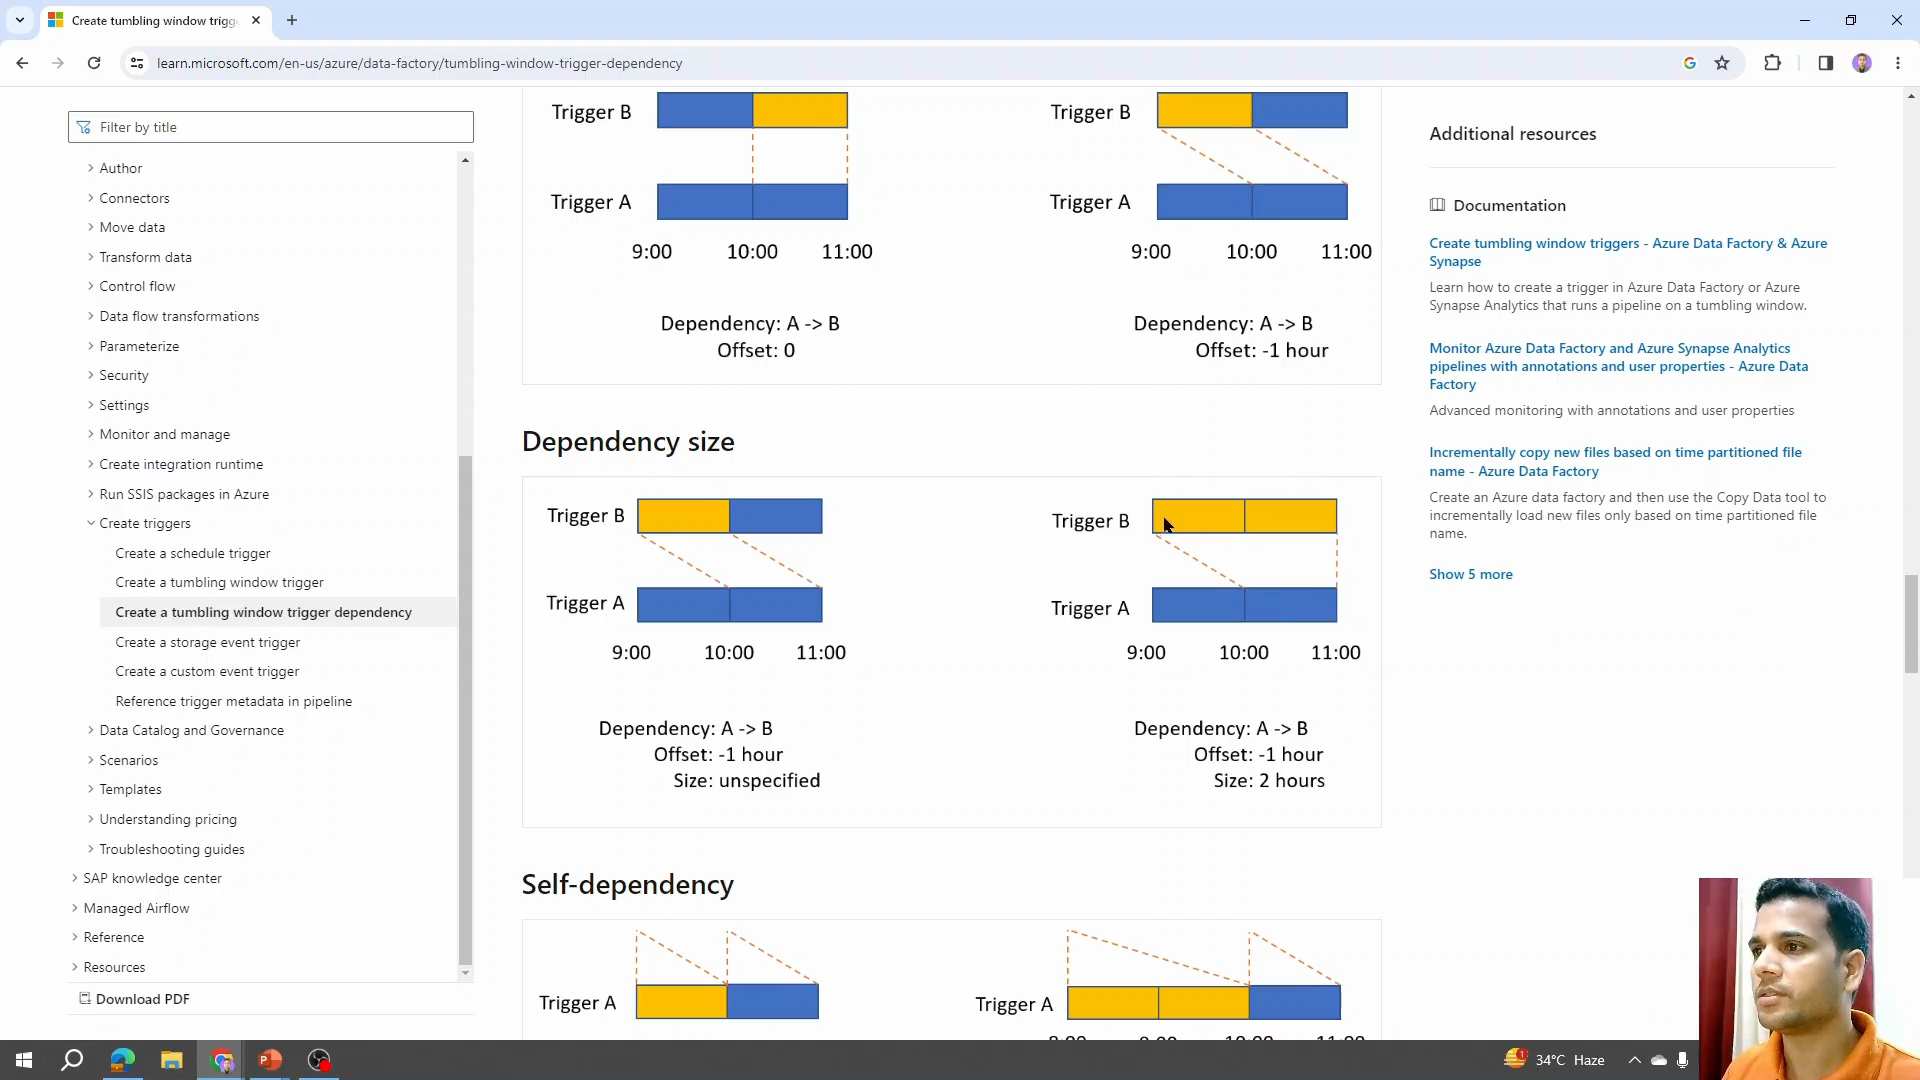 Create tumbling window trigg
learn.microsoft.com/en-us/azure/data-factory/tumbling-window-trigger-dependency
Filter by title
Author
Connectors
Move data
Transform data
Control flow
Data flow transformations
Parameterize
Security
Settings
Monitor and manage
Create integration runtime
Run SSIS packages in Azure
Create triggers
Create a schedule trigger
Create a tumbling window trigger
Create a tumbling window trigger dependency
Create a storage event trigger
Create a custom event trigger
Reference trigger metadata in pipeline
Data Catalog and Governance
Scenarios
Templates
Understanding pricing
Troubleshooting guides
SAP knowledge center
Managed Airflow
Reference
Resources
Download PDF
Trigger B
Trigger A
9:00 10:00 11:00
Dependency: A -> B
Offset: 0
Trigger B
Trigger A
9:00 10:00 11:00
Dependency: A -> B
Offset: -1 hour
Dependency size
Trigger B
Trigger A
9:00 10:00 11:00
Dependency: A -> B
Offset: -1 hour
Size: unspecified
Trigger B
Trigger A
9:00 10:00 11:00
Dependency: A -> B
Offset: -1 hour
Size: 2 hours
Self-dependency
Trigger A
Trigger A
8:00 9:00 10:00 11:00
Additional resources
Documentation
Create tumbling window triggers - Azure Data Factory & Azure
Synapse
Learn how to create a trigger in Azure Data Factory or Azure
Synapse Analytics that runs a pipeline on a tumbling window.
Monitor Azure Data Factory and Azure Synapse Analytics
pipelines with annotations and user properties - Azure Data
Factory
Advanced monitoring with annotations and user properties
Incrementally copy new files based on time partitioned file
name - Azure Data Factory
Create an Azure data factory and then use the Copy Data tool to
incrementally load new files only based on time partitioned file
name.
Show 5 more
34°C Haze